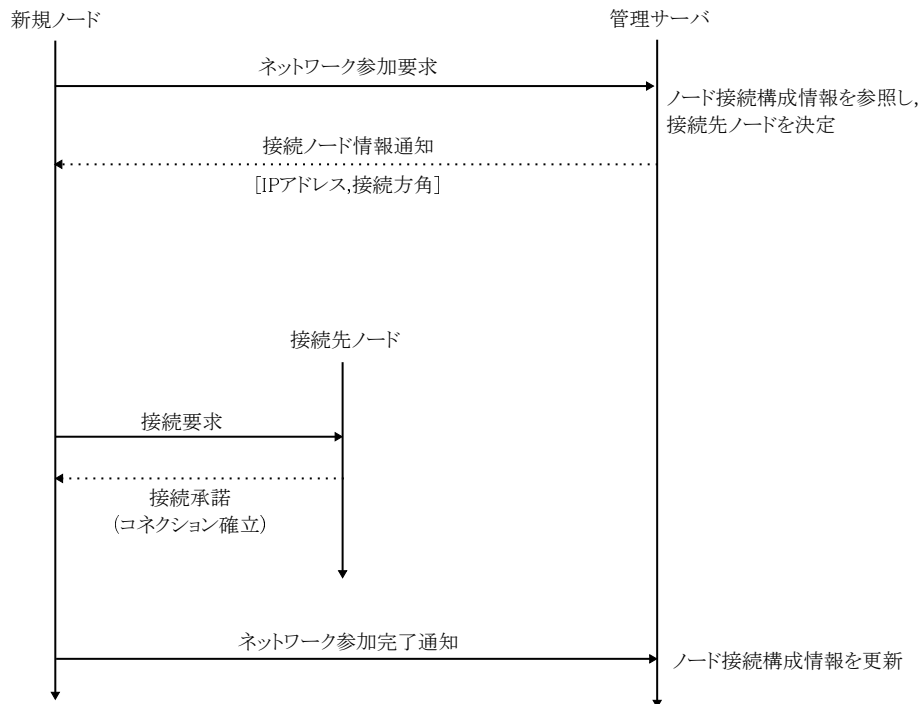 新規ノード
管理サーバ
ネットワーク参加要求
ノード接続構成情報を参照し,
接続先ノードを決定
接続ノード情報通知
[IPアドレス,接続方角]
接続先ノード
接続要求
接続承諾
(コネクション確立)
ネットワーク参加完了通知
ノード接続構成情報を更新